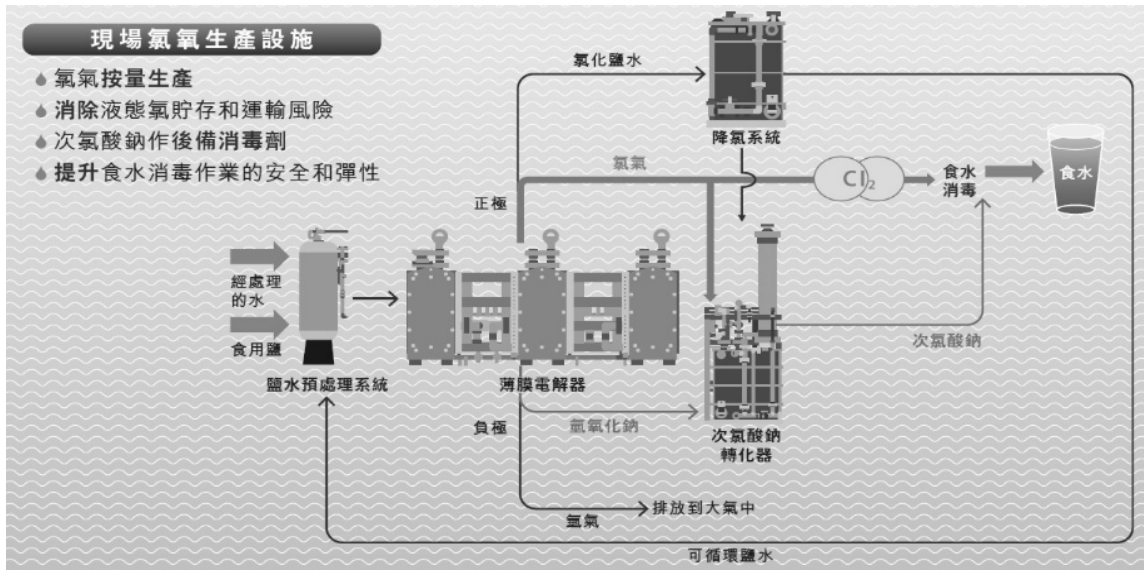 現場氯氣生產設施
氯氣按量生產
消除液態氯貯存和運輸風險
次氯酸鈉作後備消毒劑
提升食水消毒作業的安全和彈性
氯化鹽水
降氯系統
氯氣
Cl₂
食水
消毒
食水
正極
經處理
的水
食用鹽
鹽水預處理系統
薄膜電解器
次氯酸鈉
負極
氫氧化鈉
次氯酸鈉
轉化器
氫氣
排放到大氣中
可循環鹽水